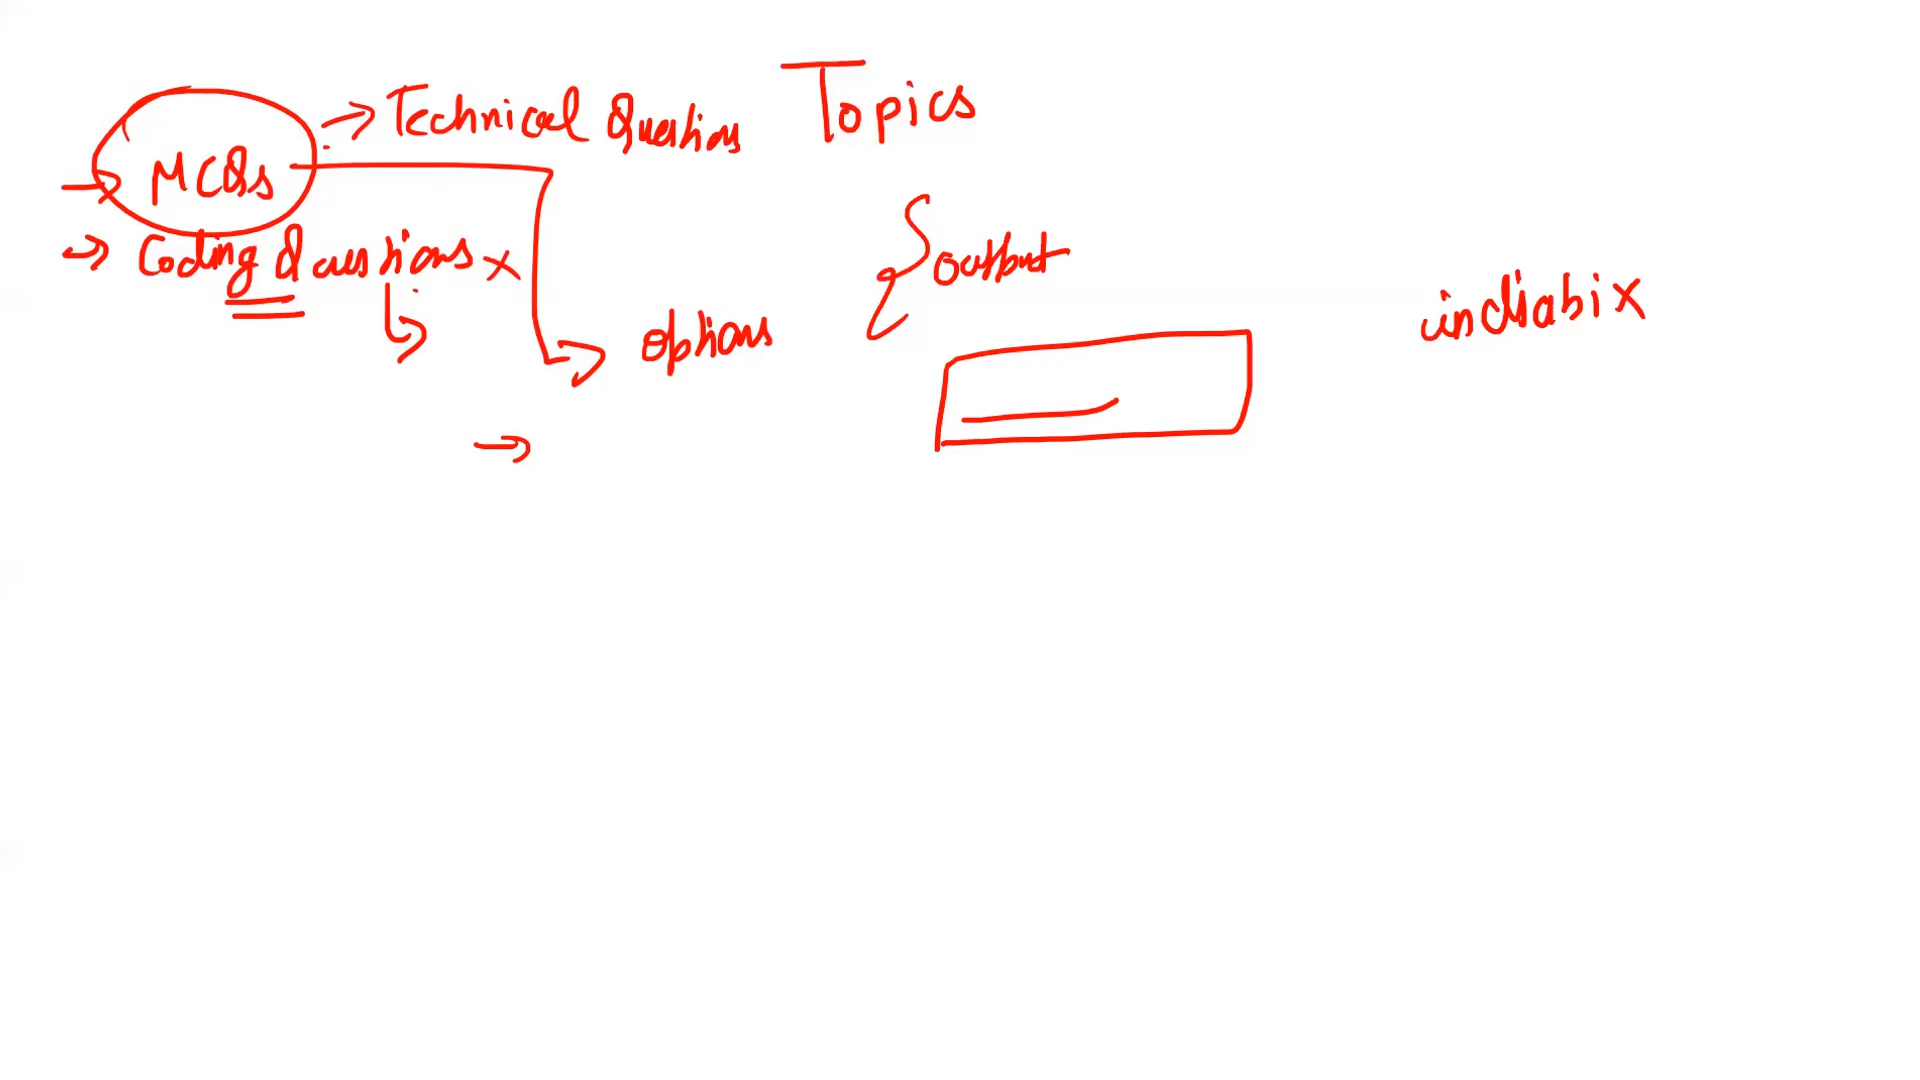 Topics
→ Technical Questions
→ MCQs
→ Coding Questions x
output
options
indiabix